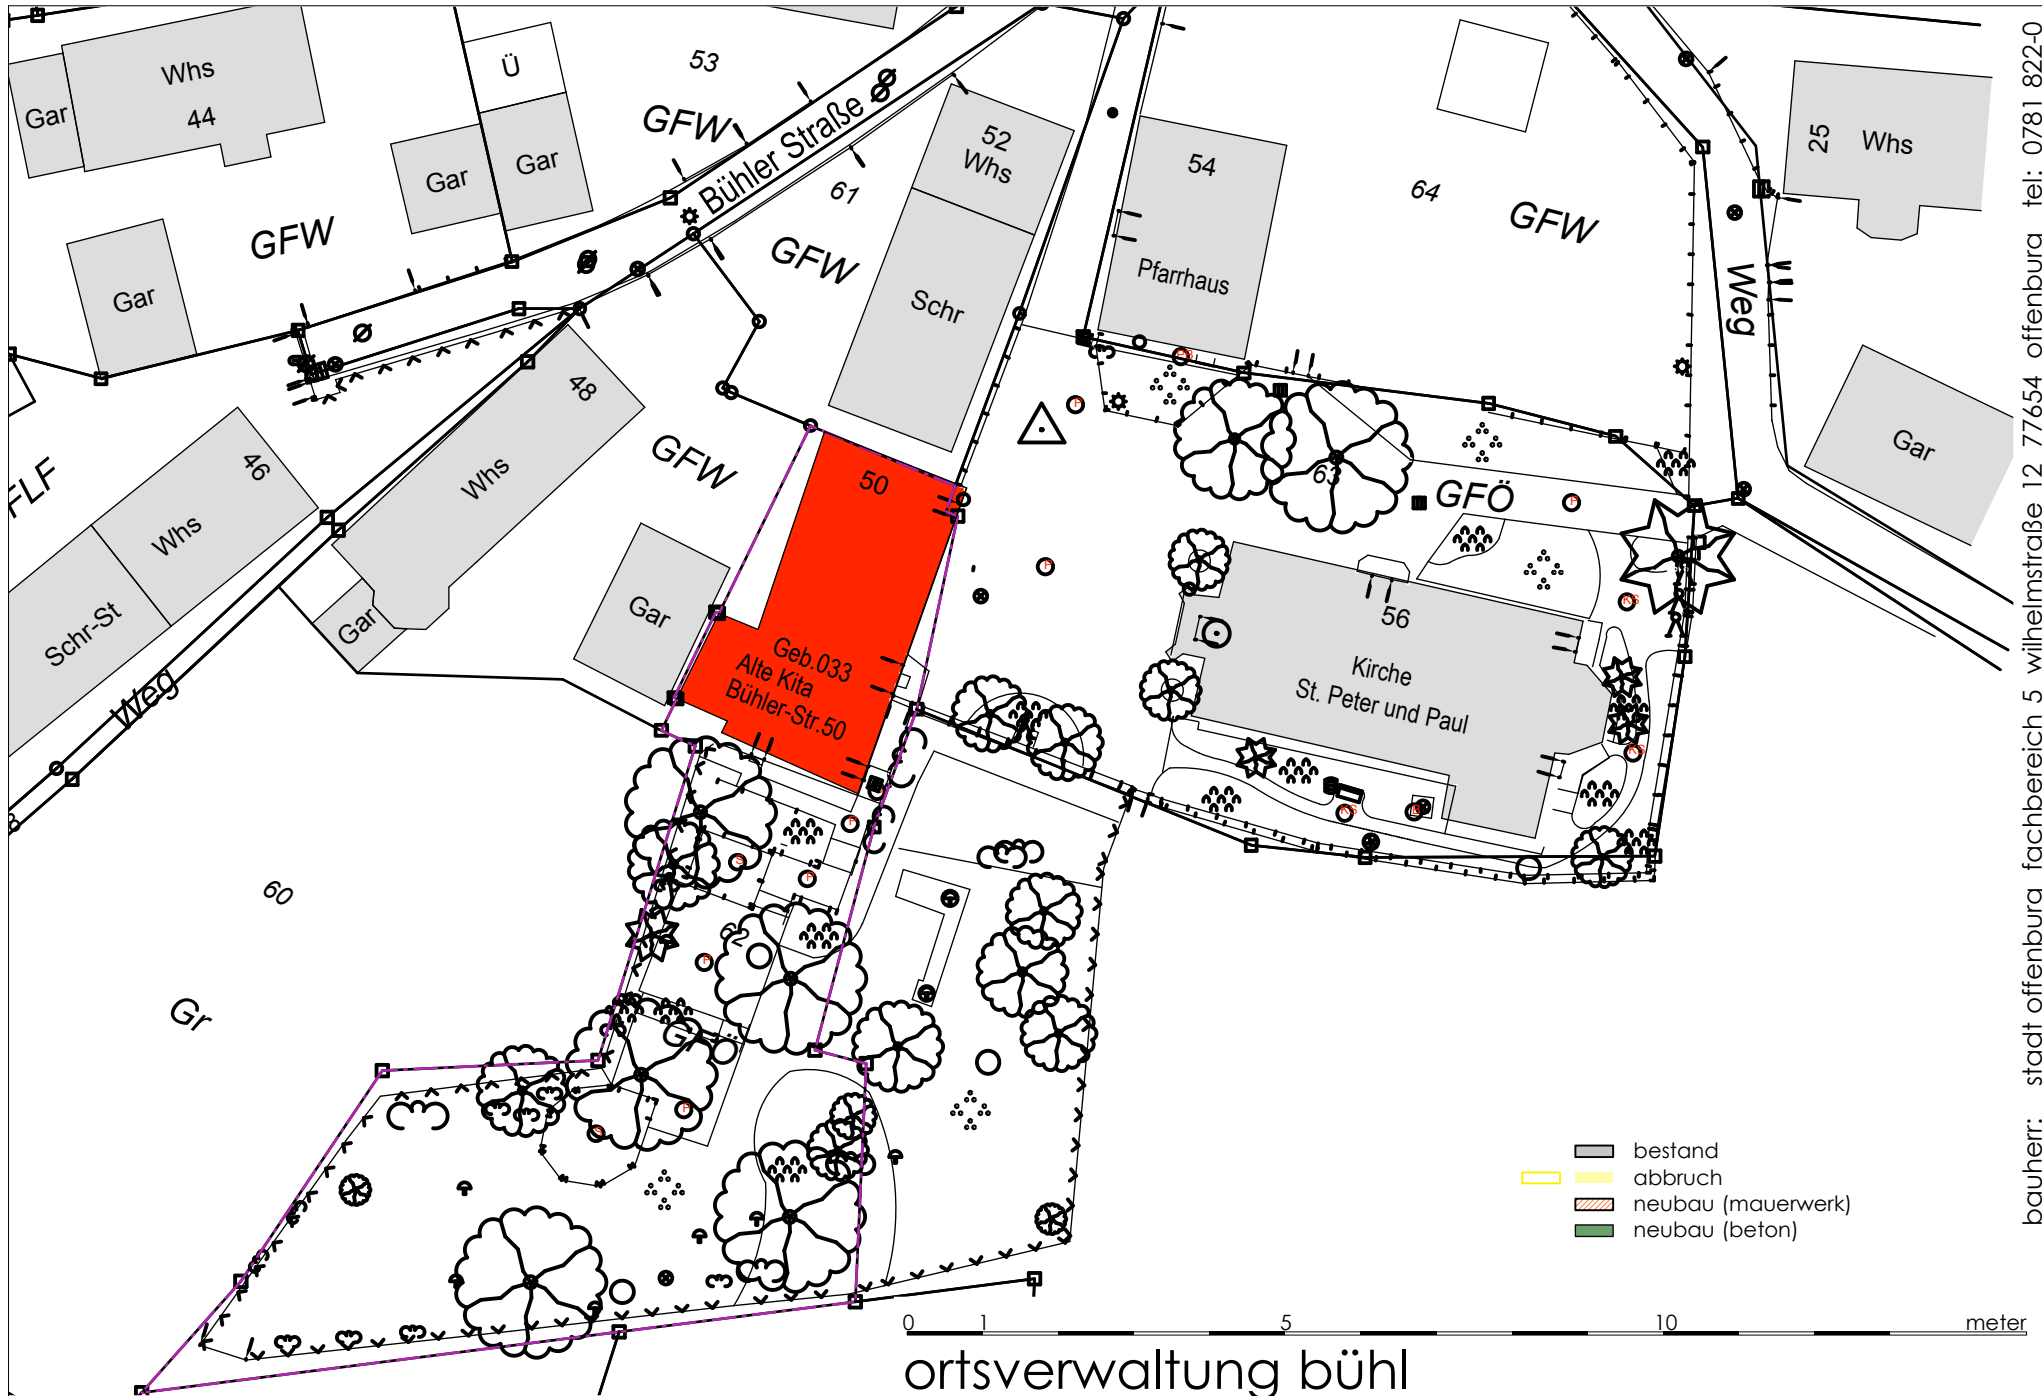 Whs
44
Gar
Ü
53
GFW
Gar
Gar
Bühler Straße
52
Whs
54
Pfarrhaus
64
GFW
25
Whs
Weg
61
GFW
Schr
GFW
Gar
FLF
46
Whs
Schr-St
48
Whs
GFW
Gar
Gar
Weg
50
Geb.033
Alte Kita
Bühler-Str.50
63
GFÖ
56
Kirche
St. Peter und Paul
Gar
PB
KS
KS
KS
60
Gr
62
bestand
abbruch
neubau (mauerwerk)
neubau (beton)
0 1 5 10 meter
ortsverwaltung bühl
bauherr: stadt offenburg fachbereich 5 wilhelmstraße 12 77654 offenburg tel: 0781 822-0